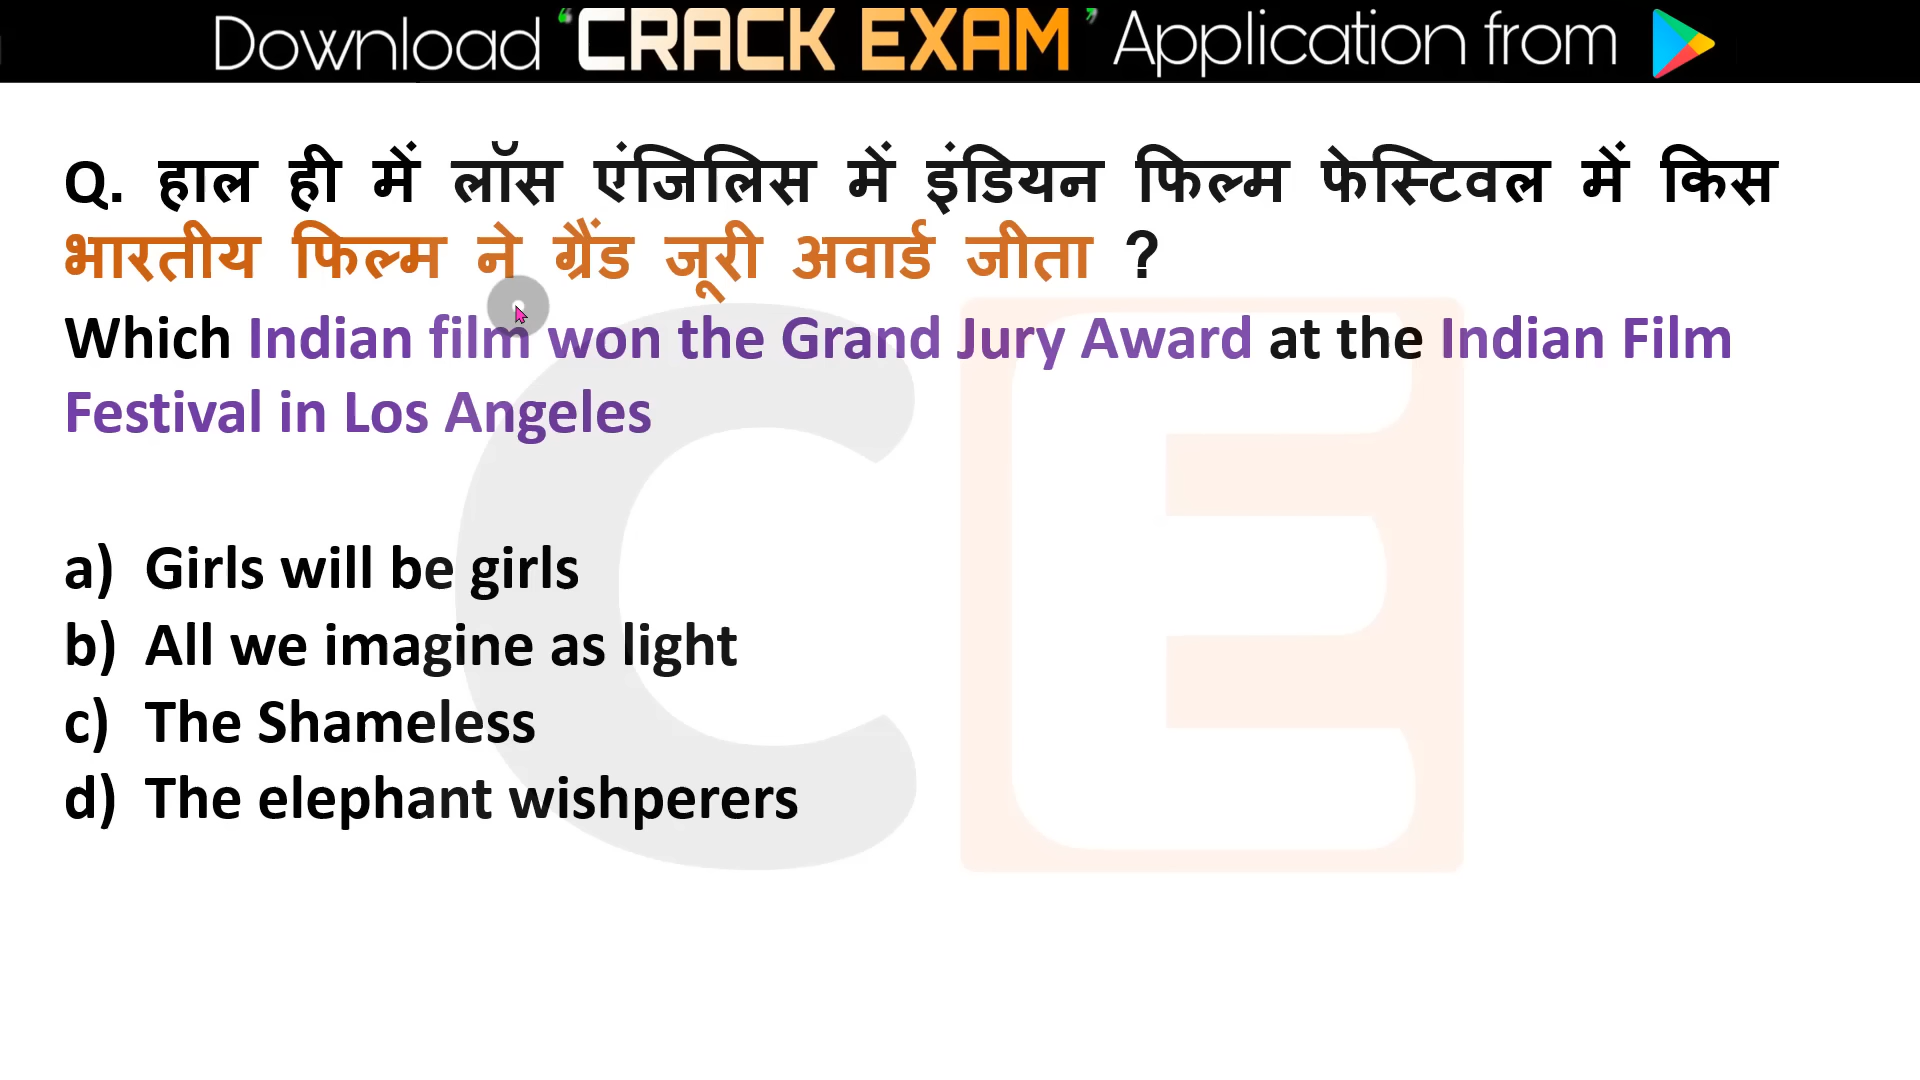 Download ‘CRACK EXAM’ Application from
Q. हाल ही में लॉस एंजिलिस में इंडियन फिल्म फेस्टिवल में किस
भारतीय फिल्म ने ग्रैंड जूरी अवार्ड जीता ?
Which Indian film won the Grand Jury Award at the Indian Film
Festival in Los Angeles
a) Girls will be girls
b) All we imagine as light
c) The Shameless
d) The elephant wishperers
CE